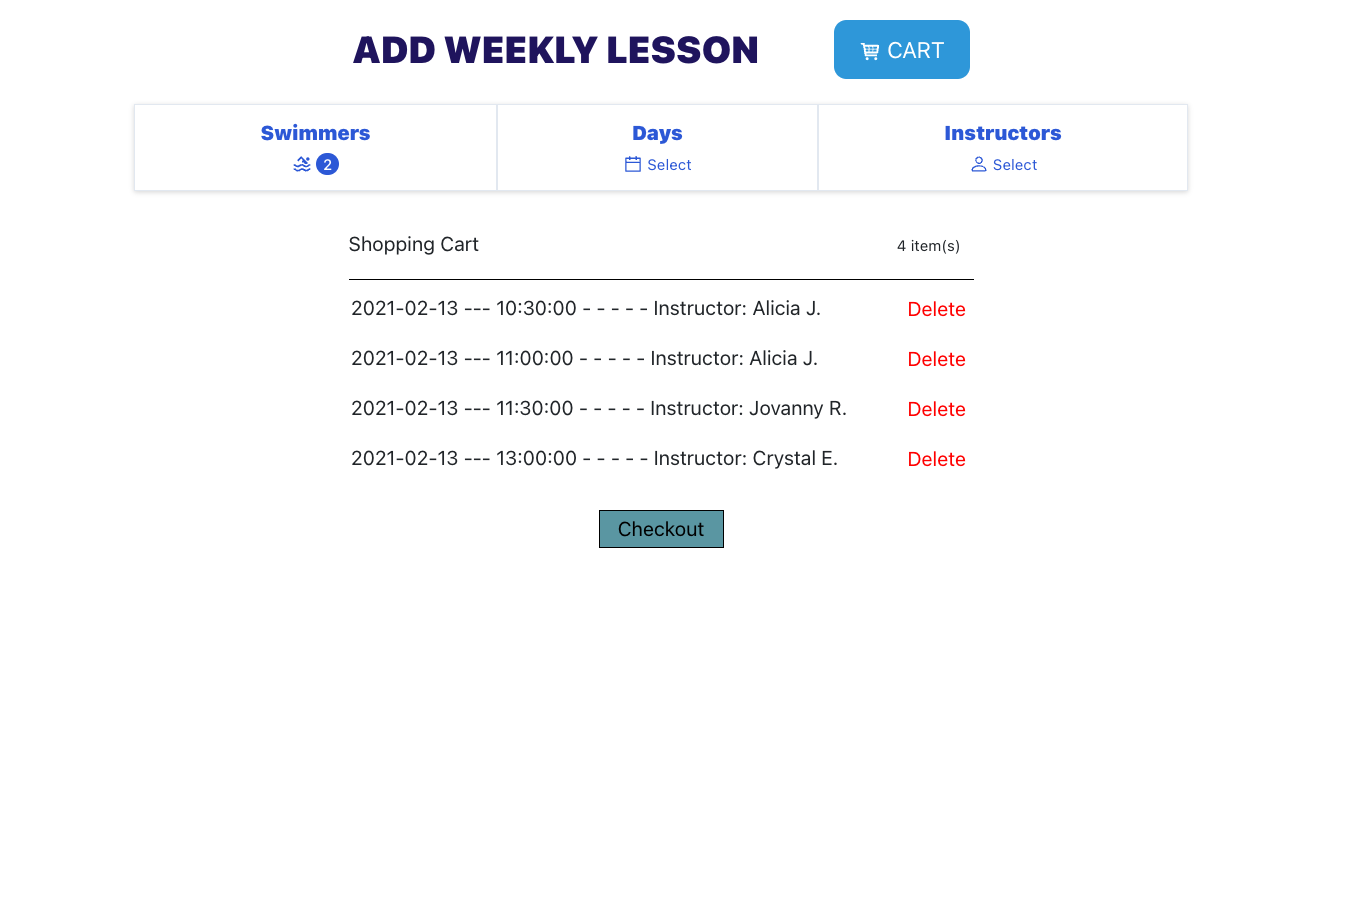 ADD WEEKLY LESSON
CART
Swimmers
2
Days
Select
Instructors
Select
Shopping Cart
4 item(s)
2021-02-13 --- 10:30:00 - - - - - Instructor: Alicia J.
Delete
2021-02-13 --- 11:00:00 - - - - - Instructor: Alicia J.
Delete
2021-02-13 --- 11:30:00 - - - - - Instructor: Jovanny R.
Delete
2021-02-13 --- 13:00:00 - - - - - Instructor: Crystal E.
Delete
Checkout